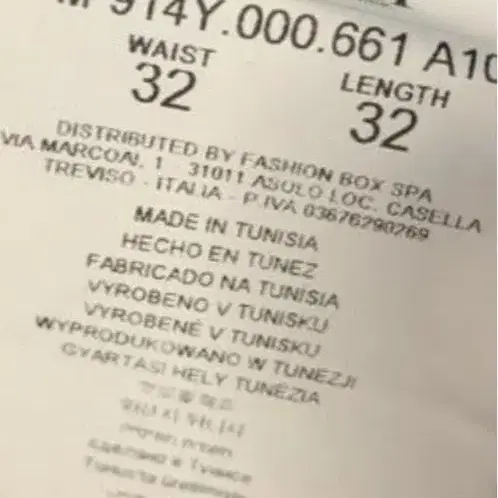 M 914Y.000.661 A10
WAIST
32
LENGTH
32
DISTRIBUTED BY FASHION BOX SPA
VIA MARCONI, 1 - 31011 ASOLO LOC. CASELLA
TREVISO - ITALIA - P.IVA 03676290269
MADE IN TUNISIA
HECHO EN TÚNEZ
FABRICADO NA TUNÍSIA
VYROBENO V TUNISKU
VYROBENÉ V TUNISKU
WYPRODUKOWANO W TUNEZJI
GYÁRTÁSI HELY TUNÉZIA